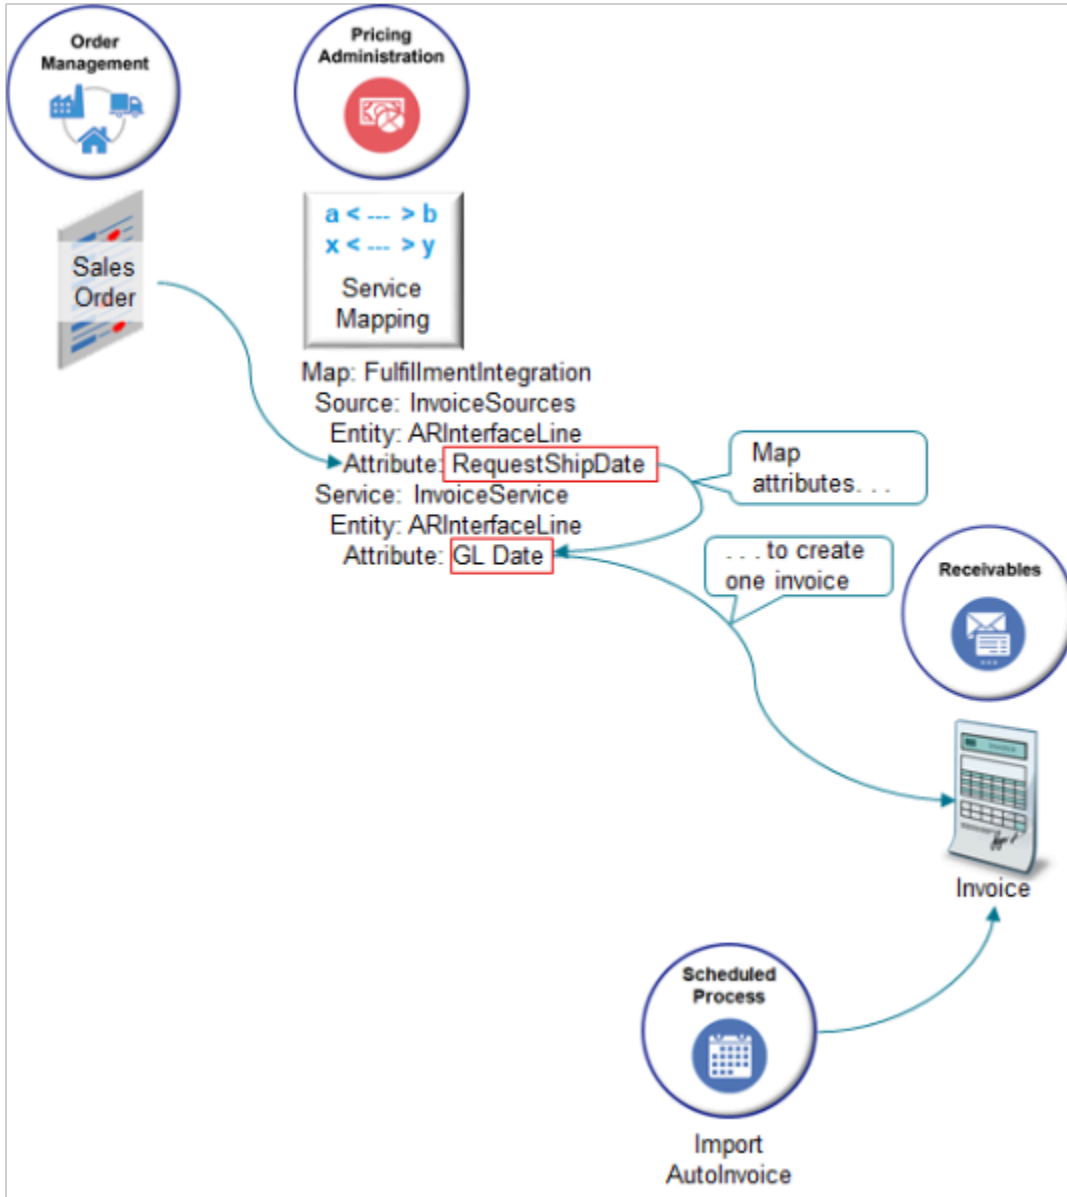 Order
Management
Pricing
Administration
a < --- > b
x < --- > y
Service
Mapping
Sales
Order
Map: FulfillmentIntegration
Source: InvoiceSources
Entity: ARInterfaceLine
Attribute: RequestShipDate
Service: InvoiceService
Entity: ARInterfaceLine
Attribute: GL Date
Map
attributes. . .
. . . to create
one invoice
Receivables
INVOICE
Invoice
Scheduled
Process
Import
AutoInvoice